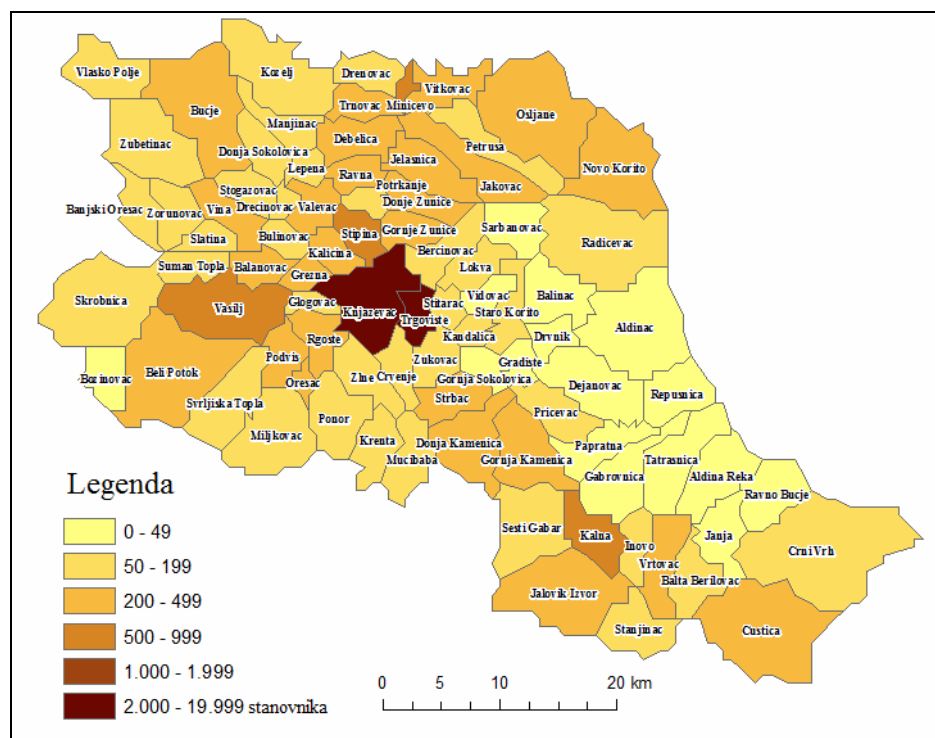 Vlasko Polje
Kozelj
Drenovac
Vitkovac
Bucje
Trnovac
Minicevo
Osljane
Manjinac
Zubetinac
Donja Sokolovica
Debelica
Petrusa
Jelasnica
Lepena
Ravna
Novo Korito
Stogazovac
Potrkanje
Jakovac
Banjski Oresac
Zorunovac
Vina
Drecinovac
Valevac
Donje Zunice
Stipina
Gornje Zunice
Sarbanovac
Slatina
Bulinovac
Radicevac
Kalicina
Bercinovac
Suman Topla
Balanovac
Grezna
Lokva
Skrobnica
Vasilj
Glogovac
Knjazevac
Stitarac
Vidovac
Balinac
Trgoviste
Staro Korito
Aldinac
Rgoste
Kandalica
Drvnik
Podvis
Zukovac
Gradiste
Bozinovac
Beli Potok
Oresac
Zlne
Crvenje
Gornja Sokolovica
Dejanovac
Repusnica
Svrljiska Topla
Strbac
Pricevac
Miljkovac
Ponor
Krenta
Donja Kamenica
Papratna
Mucibaba
Gornja Kamenica
Gabrovnica
Tatrasnica
Aldina Reka
Ravno Bucje
Sesti Gabar
Kalna
Inovo
Janja
Crni Vrh
Vrtovac
Balta Berilovac
Jalovik Izvor
Stanjinac
Custica
Legenda
0 - 49
50 - 199
200 - 499
500 - 999
1.000 - 1.999
2.000 - 19.999 stanovnika
0 5 10 20 km